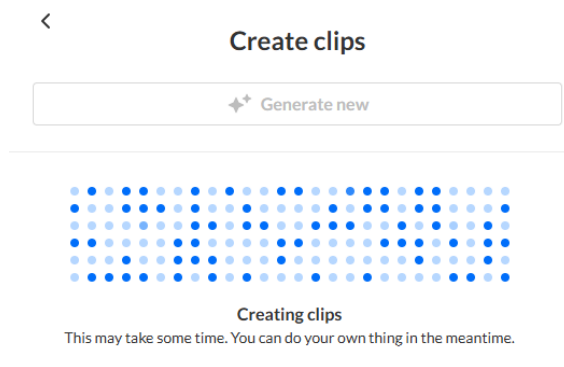 Create clips
Generate new
Creating clips
This may take some time. You can do your own thing in the meantime.